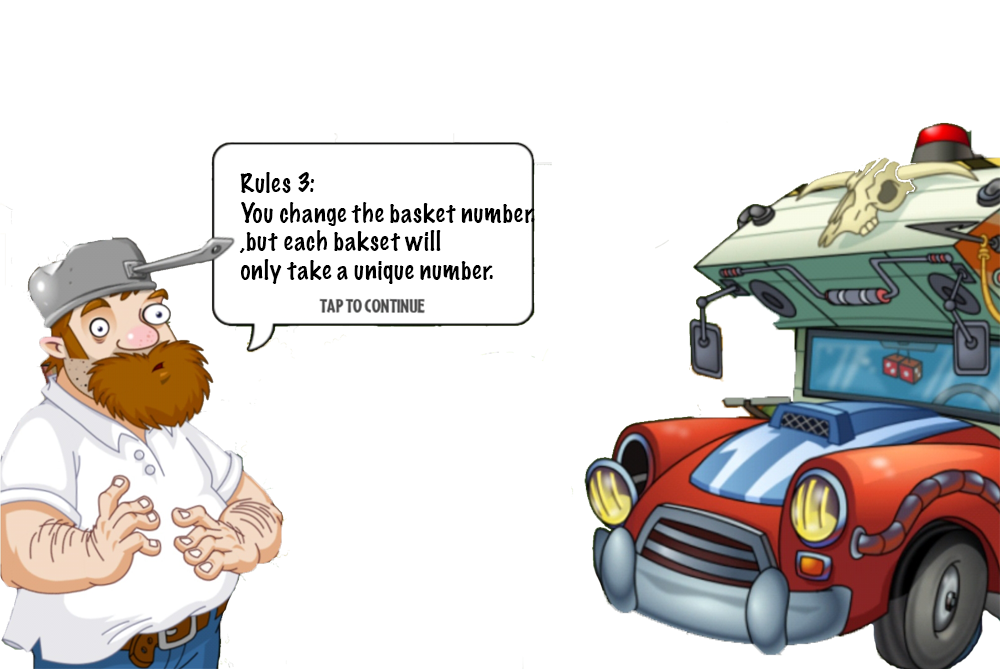 Rules 3:
You change the basket number
,but each bakset will
only take a unique number.
TAP TO CONTINUE